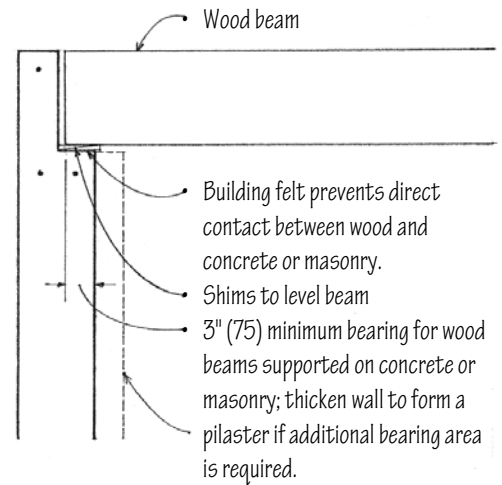 Wood beam
Building felt prevents direct
contact between wood and
concrete or masonry.
Shims to level beam
3" (75) minimum bearing for wood
beams supported on concrete or
masonry; thicken wall to form a
pilaster if additional bearing area
is required.